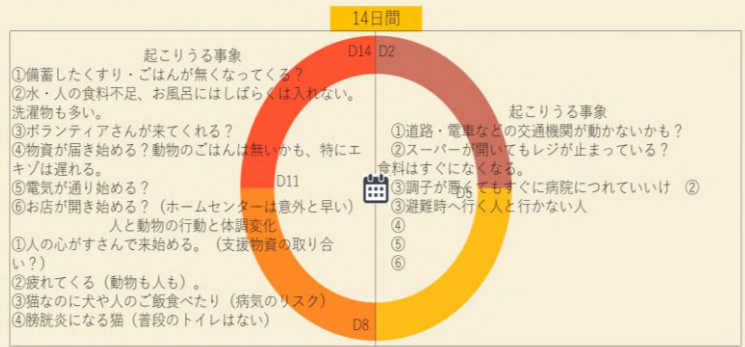 14日間
D14 D2
起こりうる事象
①備蓄したくすり・ごはんが無くなってくる？
②水・人の食料不足、お風呂にはしばらくは入れない。
洗濯物も多い。
③ボランティアさんが来てくれる？
④物資が届き始める？動物のごはんは無いかも、特にエ
キゾは遅れる。
⑤電気が通り始める？
⑥お店が開き始める？（ホームセンターは意外と早い）
人と動物の行動と体調変化
①人の心がすさんで来始める。（支援物資の取り合
い？）
②疲れてくる（動物も人も）。
③猫なのに犬や人のご飯食べたり（病気のリスク）
④膀胱炎になる猫（普段のトイレはない）
D11
D8
起こりうる事象
①道路・電車などの交通機関が動かないかも？
②スーパーが開いてもレジが止まっている？
食料はすぐになくなる。
③調子が悪くてもすぐに病院につれていいけ　②
D5
③避難時へ行く人と行かない人
④
⑤
⑥